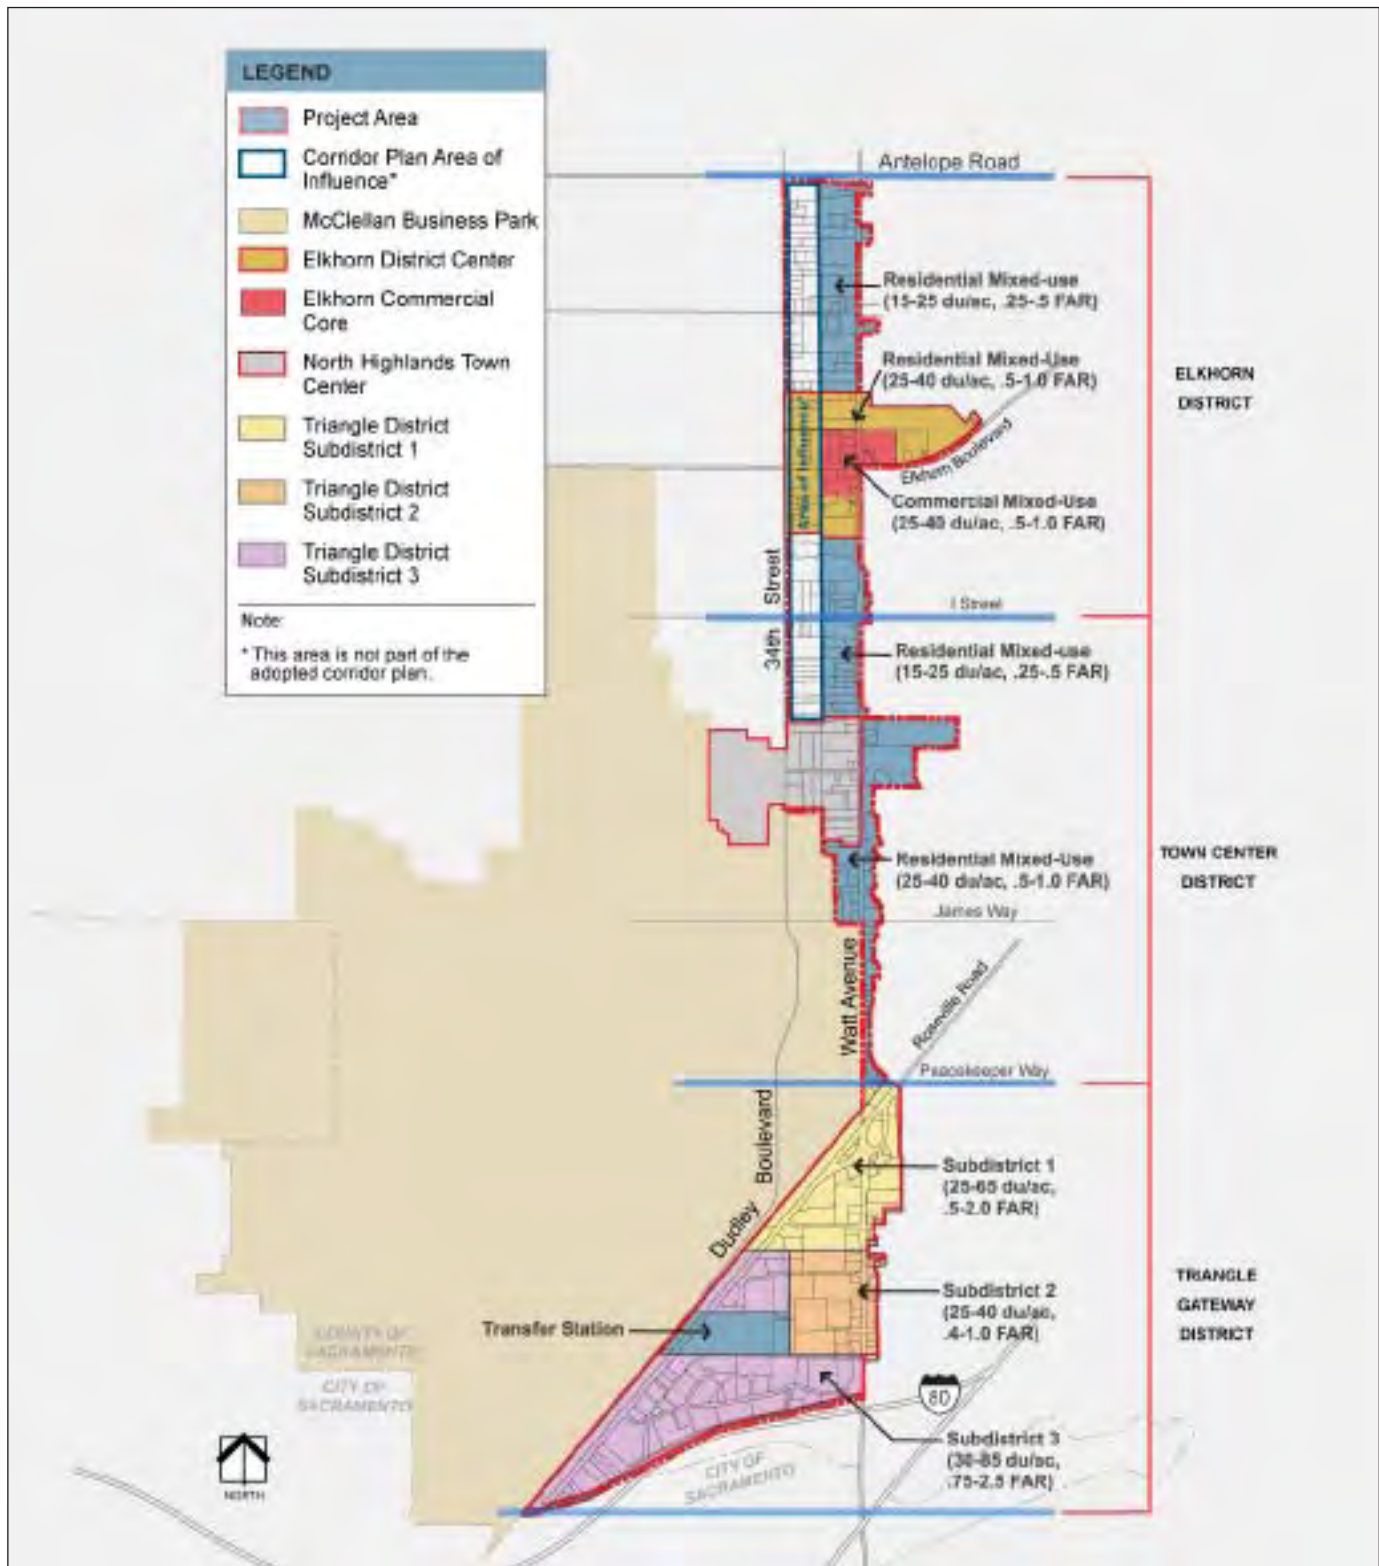 LEGEND
Project Area
Corridor Plan Area of
Influence*
McClellan Business Park
Elkhorn District Center
Elkhorn Commercial
Core
North Highlands Town
Center
Triangle District
Subdistrict 1
Triangle District
Subdistrict 2
Triangle District
Subdistrict 3
Note:
* This area is not part of the
adopted corridor plan.
Antelope Road
Residential Mixed-use
(15-25 du/ac, .25-.5 FAR)
Residential Mixed-Use
(25-40 du/ac, .5-1.0 FAR)
ELKHORN
DISTRICT
Area of Influence*
Elkhorn Boulevard
Commercial Mixed-Use
(25-40 du/ac, .5-1.0 FAR)
34th Street
I Street
Residential Mixed-use
(15-25 du/ac, .25-.5 FAR)
Residential Mixed-Use
(25-40 du/ac, .5-1.0 FAR)
TOWN CENTER
DISTRICT
James Way
Watt Avenue
Roseville Road
Peacekeeper Way
Dudley Boulevard
Subdistrict 1
(25-65 du/ac,
.5-2.0 FAR)
Subdistrict 2
(25-40 du/ac,
.4-1.0 FAR)
TRIANGLE
GATEWAY
DISTRICT
Transfer Station
COUNTY OF
SACRAMENTO
CITY OF
SACRAMENTO
80
Subdistrict 3
(30-85 du/ac,
.75-2.5 FAR)
CITY OF
SACRAMENTO
NORTH